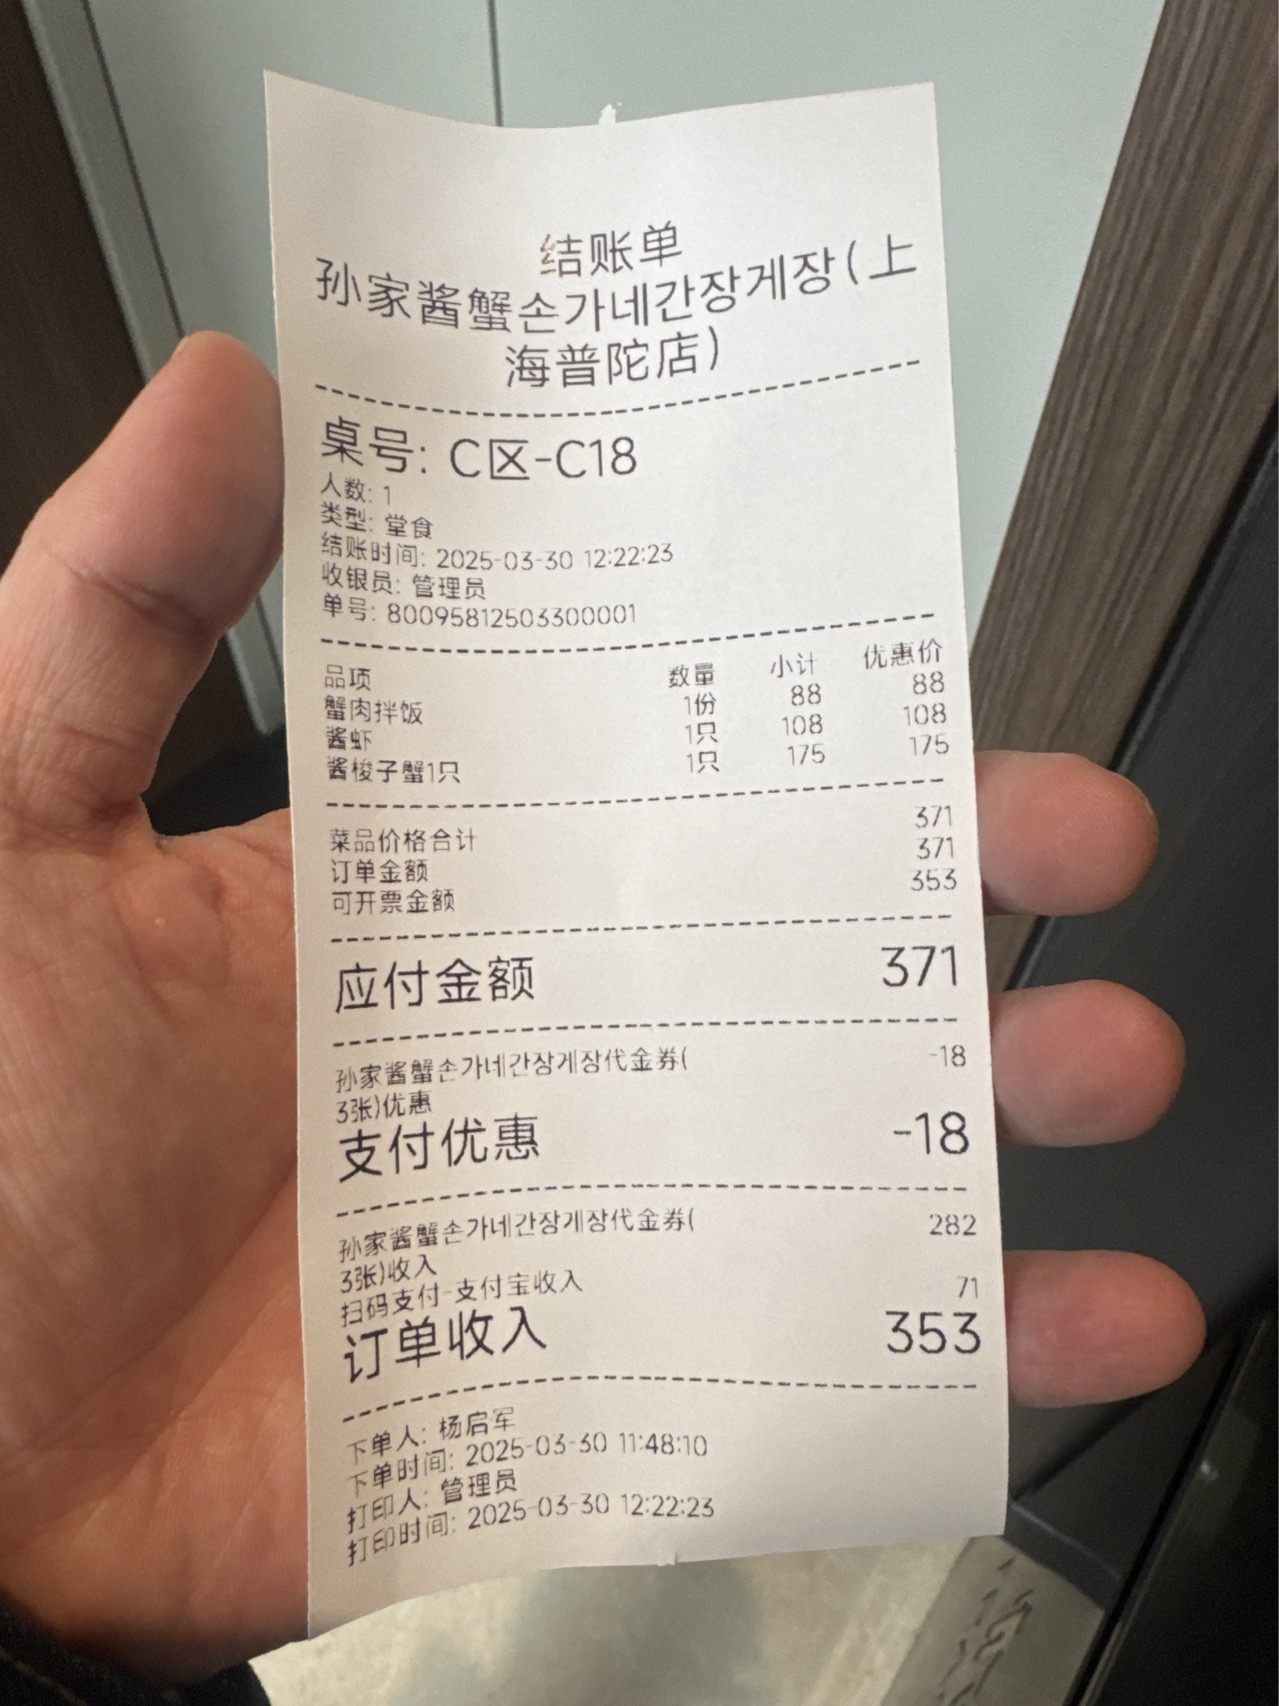 结账单
孙家酱蟹손가네간장게장(上
海普陀店)
桌号: C区-C18
人数: 1
类型: 堂食
结账时间: 2025-03-30 12:22:23
收银员: 管理员
单号: 80095812503300001
品项 数量 小计 优惠价
蟹肉拌饭 1份 88 88
酱虾 1只 108 108
酱梭子蟹1只 1只 175 175
菜品价格合计 371
订单金额 371
可开票金额 353
应付金额 371
孙家酱蟹손가네간장게장代金券( -18
3张)优惠
支付优惠 -18
孙家酱蟹손가네간장게장代金券( 282
3张)收入
扫码支付-支付宝收入 71
订单收入 353
下单人: 杨启军
下单时间: 2025-03-30 11:48:10
打印人: 管理员
打印时间: 2025-03-30 12:22:23